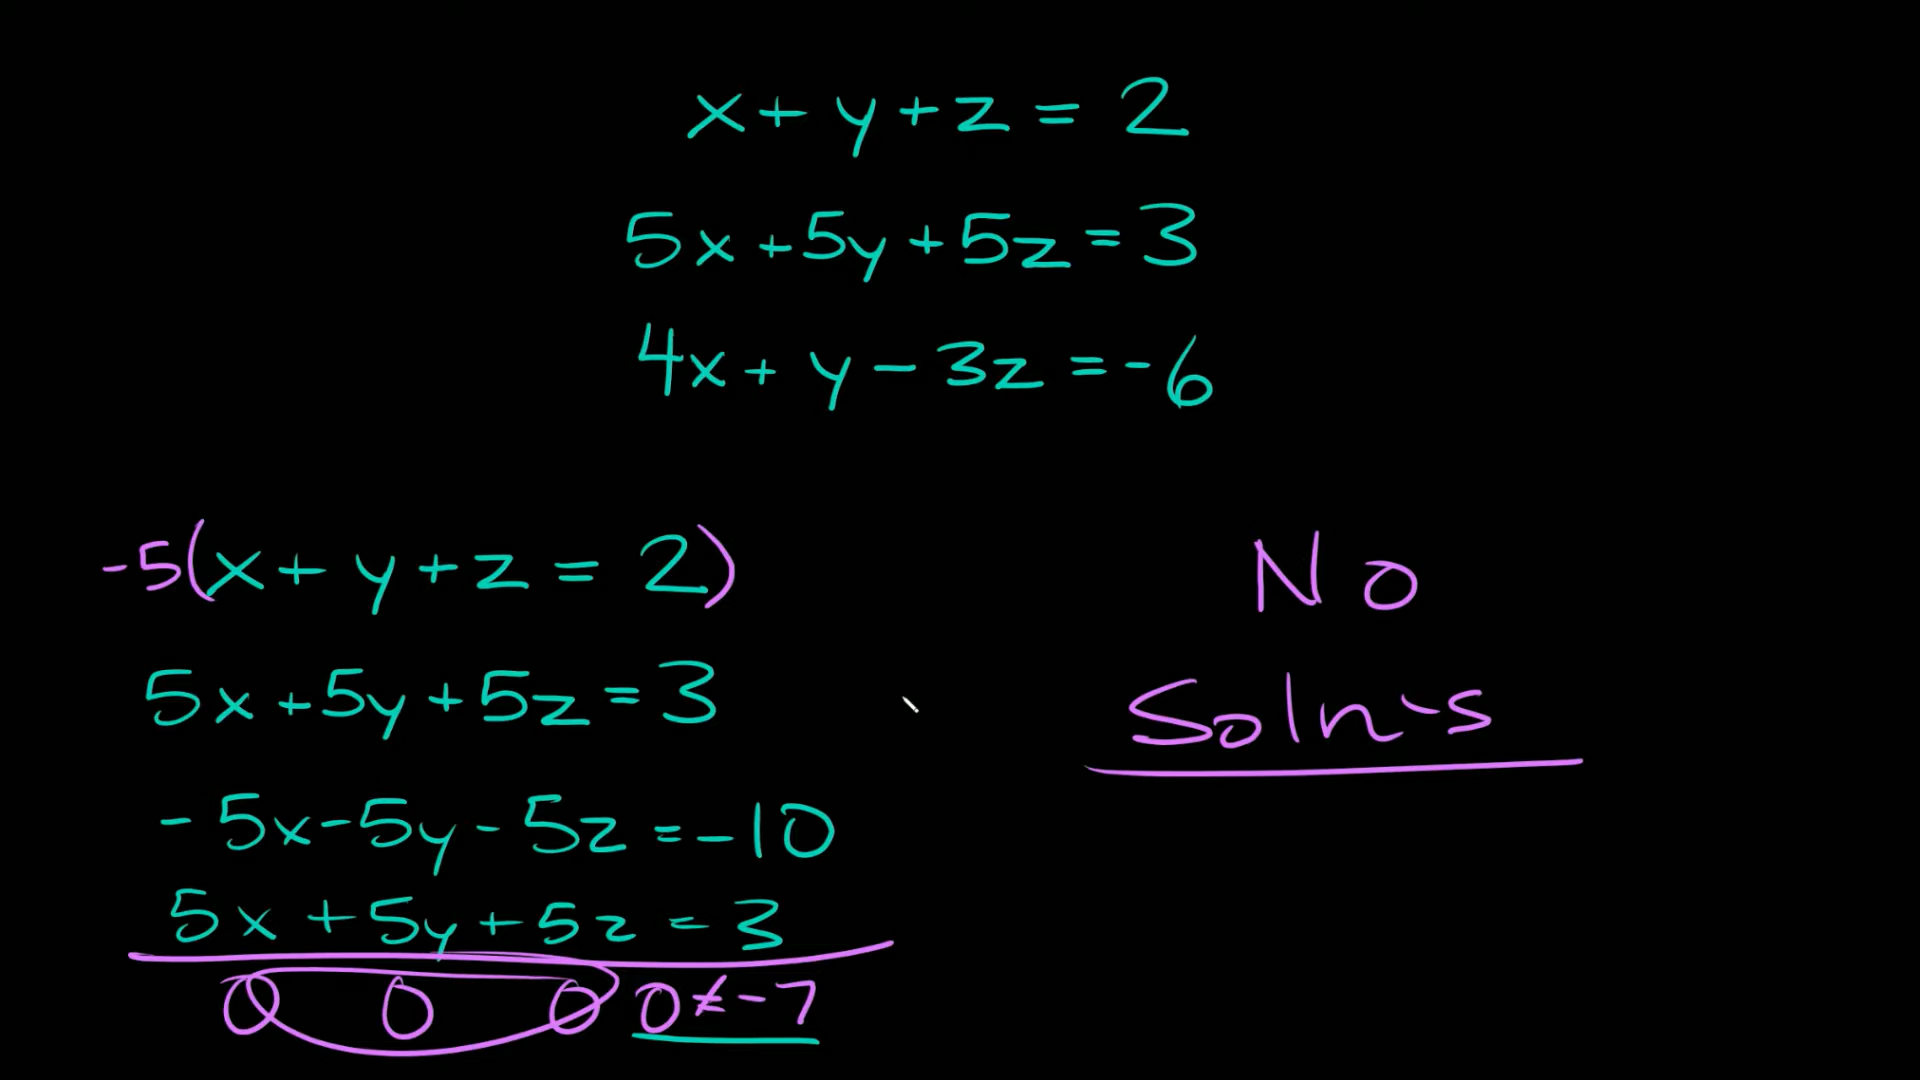 x + y + z = 2
5x + 5y + 5z = 3
4x + y - 3z = -6
-5(x + y + z = 2)
5x + 5y + 5z = 3
-5x - 5y - 5z = -10
5x + 5y + 5z = 3
0 0 0 0 ≠ -7
No
Soln-s